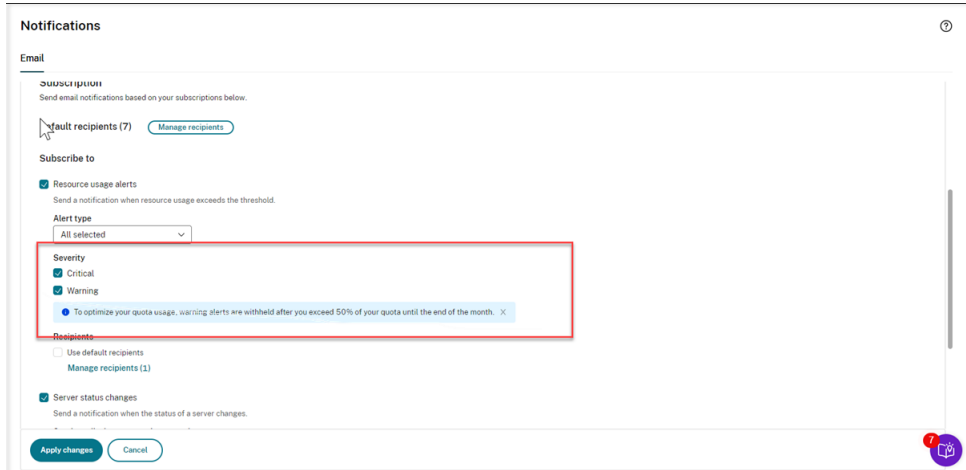 Notifications
Email
Subscription
Send email notifications based on your subscriptions below.
fault recipients (7) Manage recipients
Subscribe to
Resource usage alerts
Send a notification when resource usage exceeds the threshold.
Alert type
All selected
Severity
Critical
Warning
To optimize your quota usage, warning alerts are withheld after you exceed 50% of your quota until the end of the month. X
Recipients
Use default recipients
Manage recipients (1)
Server status changes
Send a notification when the status of a server changes.
Apply changes Cancel
7